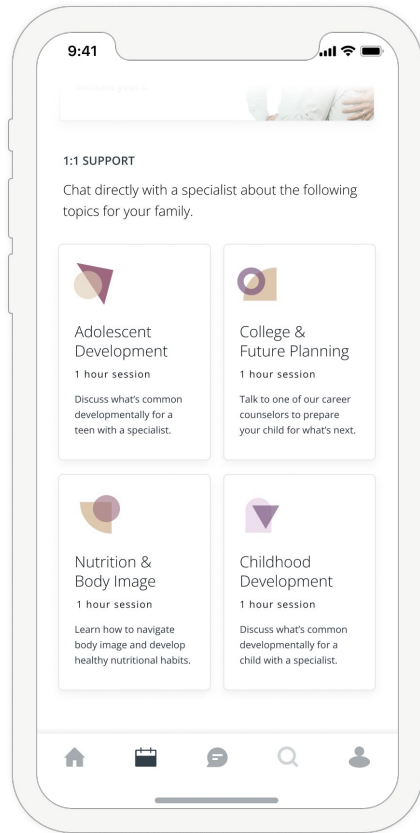 9:41
1:1 SUPPORT
Chat directly with a specialist about the following
topics for your family.
Adolescent
Development
1 hour session
Discuss what's common
developmentally for a
teen with a specialist.
College &
Future Planning
1 hour session
Talk to one of our career
counselors to prepare
your child for what's next.
Nutrition &
Body Image
1 hour session
Learn how to navigate
body image and develop
healthy nutritional habits.
Childhood
Development
1 hour session
Discuss what's common
developmentally for a
child with a specialist.